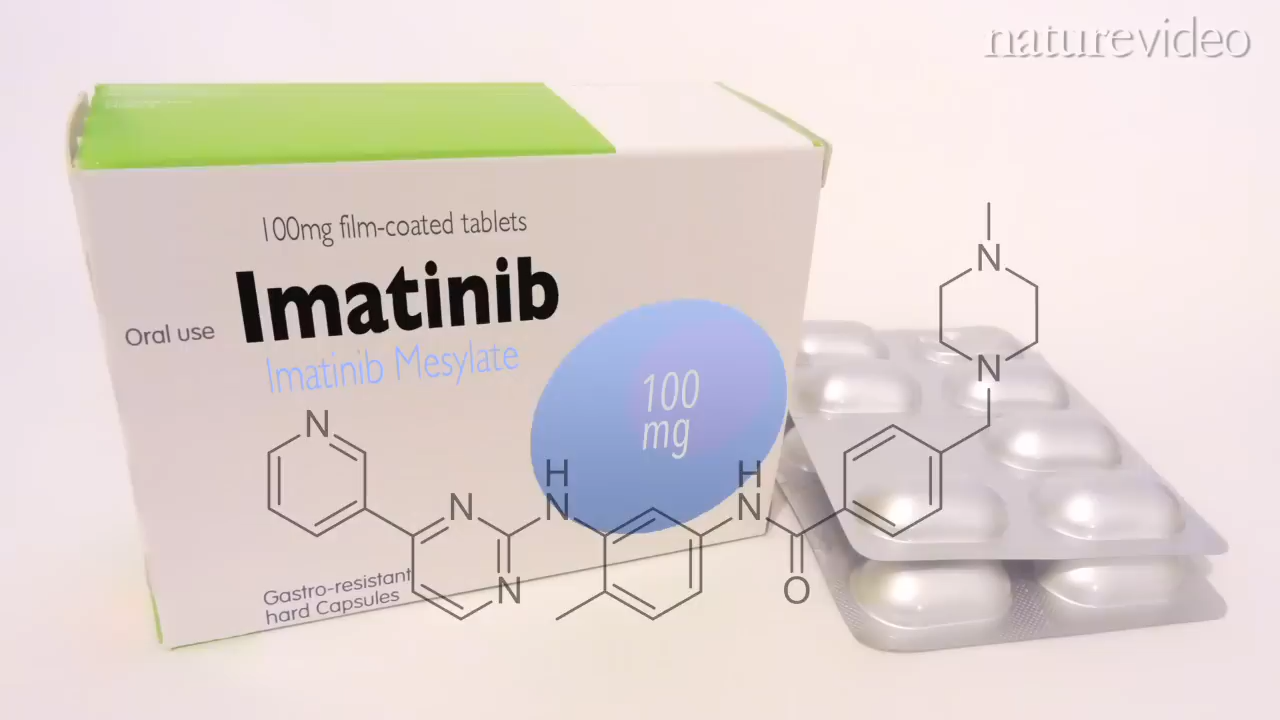 naturevideo
100mg film-coated tablets
Imatinib
Oral use
Imatinib Mesylate
100
mg
N
N
N
H
N
N
H
N
O
N
N
Gastro-resistant
hard Capsules